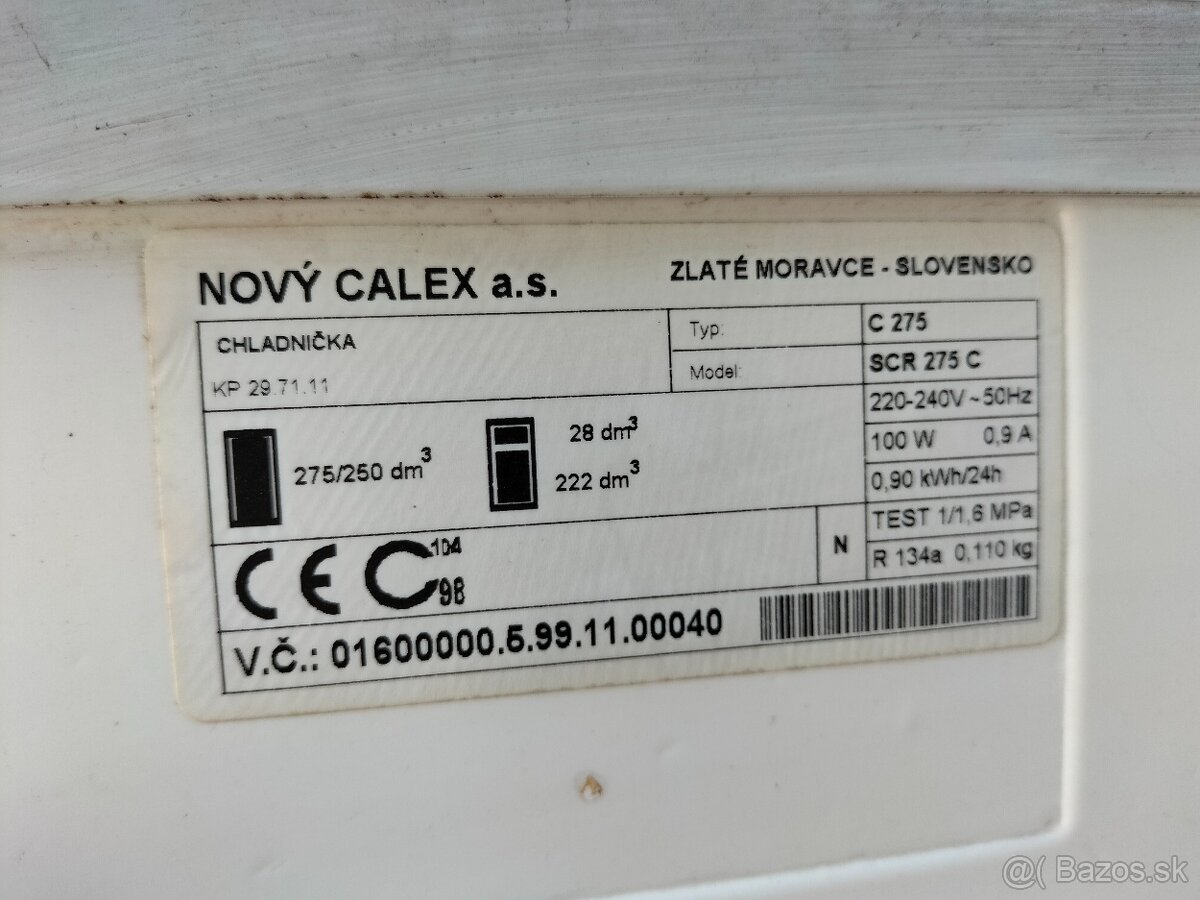 NOVÝ CALEX a.s.
ZLATÉ MORAVCE - SLOVENSKO
CHLADNIČKA
KP 29.71.11
Typ: C 275
Model: SCR 275 C
220-240V ~ 50Hz
100 W 0,9 A
0,90 kWh/24h
TEST 1/1,6 MPa
R 134a 0,110 kg
275/250 dm³
28 dm³
222 dm³
CE C 104 98
N
V.Č.: 01600000.5.99.11.00040
@( Bazos.sk